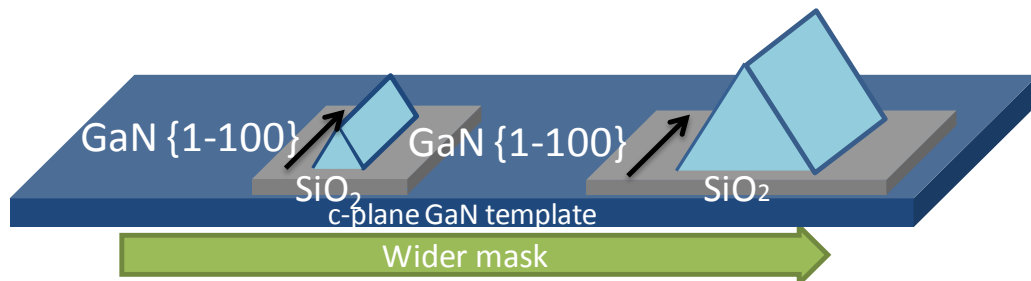 GaN {1-100}
GaN {1-100}
SiO₂
SiO₂
c-plane GaN template
Wider mask